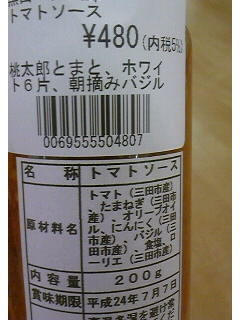 トマトソース
¥480(内税5%)
桃太郎とまと、ホワイ
ト6片、朝摘みバジル
0069555504807
名 称 トマトソース
原材料名 トマト(三田市産)
、たまねぎ(三田市
産)、オリーブオイ
ル、にんにく(三田
市産)、バジル(三
田市産)、食塩、ロ
ーリエ(三田市産)
内容量 200g
賞味期限 平成24年7月7日